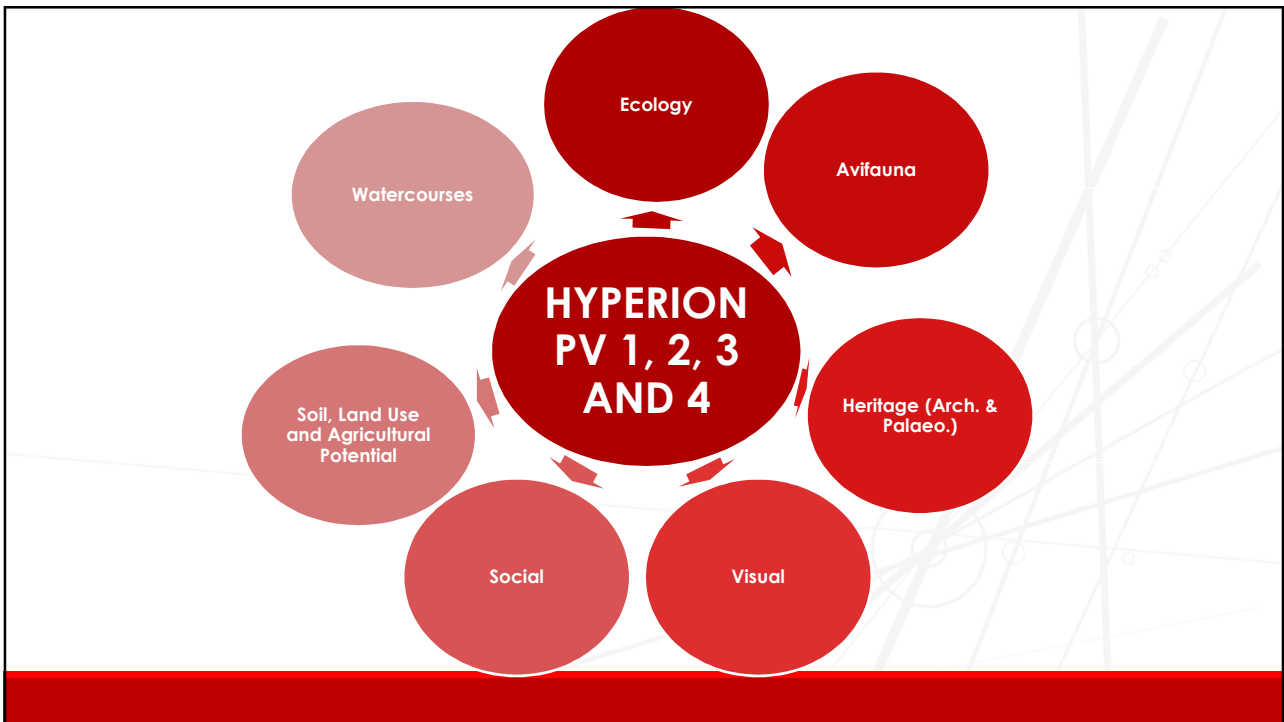 Ecology
Avifauna
Watercourses
HYPERION
PV 1, 2, 3
AND 4
Heritage (Arch. &
Palaeo.)
Soil, Land Use
and Agricultural
Potential
Social
Visual